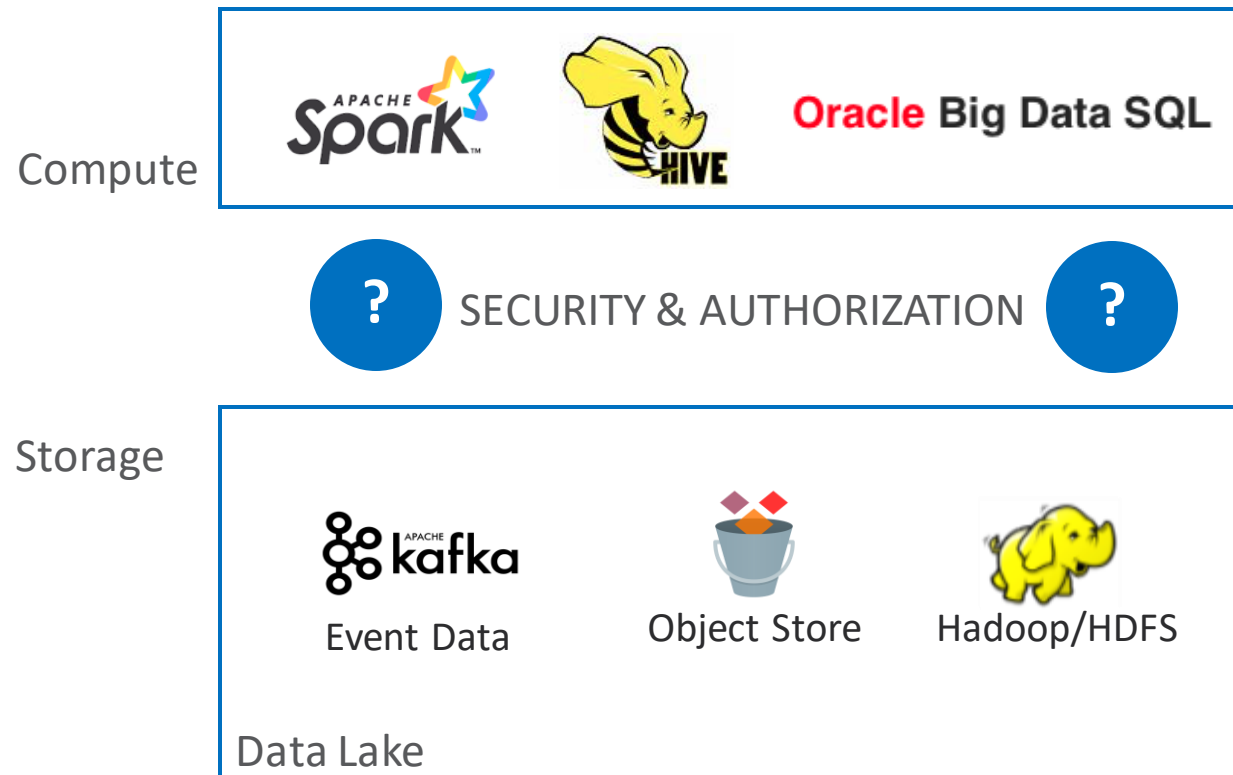 APACHE
Spark™
HIVE
Oracle Big Data SQL
Compute
?
SECURITY & AUTHORIZATION
?
Storage
APACHE
kafka
Event Data
Object Store
Hadoop/HDFS
Data Lake